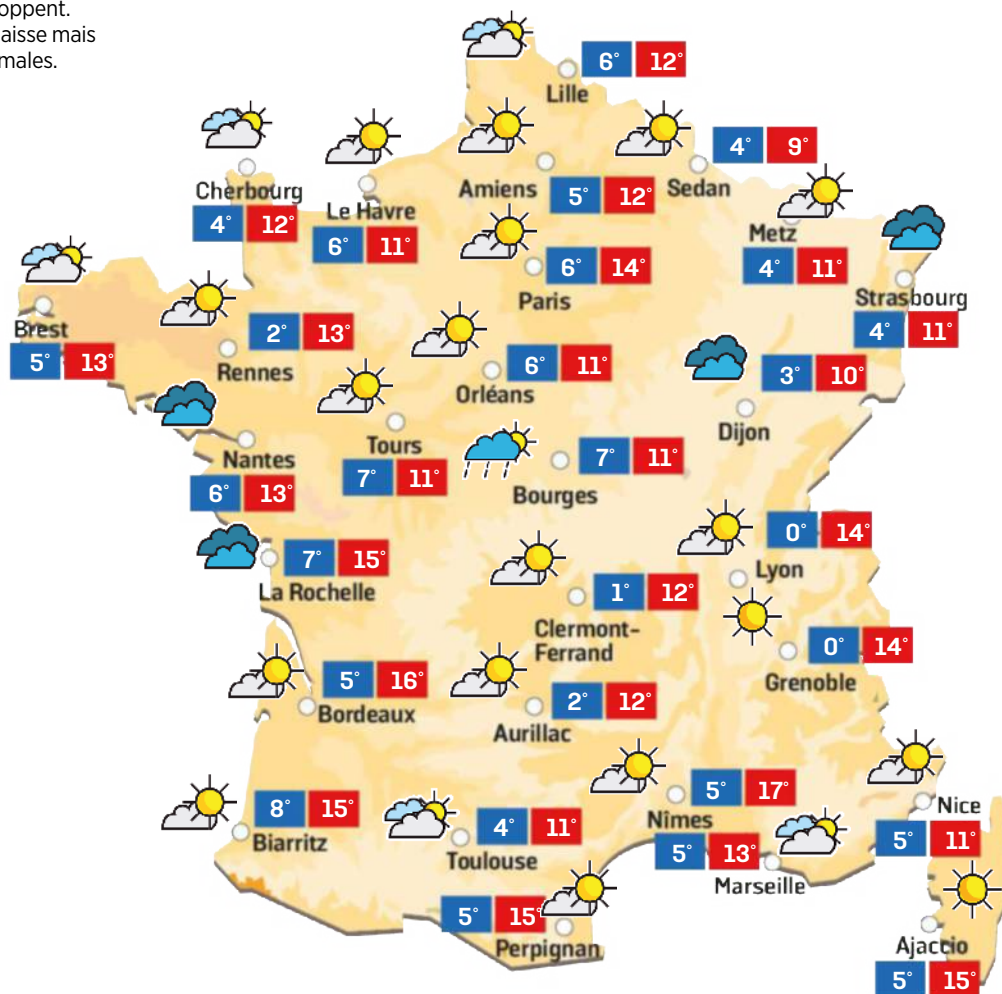 oppent.
aisse mais
males.
6° 12°
Lille
4° 9°
Sedan
Cherbourg
4° 12°
Le Havre
6° 11°
Amiens
5° 12°
Metz
4° 11°
6° 14°
Paris
Strasbourg
4° 11°
Brest
5° 13°
2° 13°
Rennes
6° 11°
Orléans
3° 10°
Dijon
Tours
7° 11°
Nantes
6° 13°
7° 11°
Bourges
7° 15°
La Rochelle
0° 14°
Lyon
1° 12°
Clermont-
Ferrand
0° 14°
Grenoble
5° 16°
Bordeaux
2° 12°
Aurillac
8° 15°
Biarritz
4° 11°
Toulouse
5° 17°
Nîmes
5° 13°
Marseille
Nice
5° 11°
5° 15°
Perpignan
Ajaccio
5° 15°